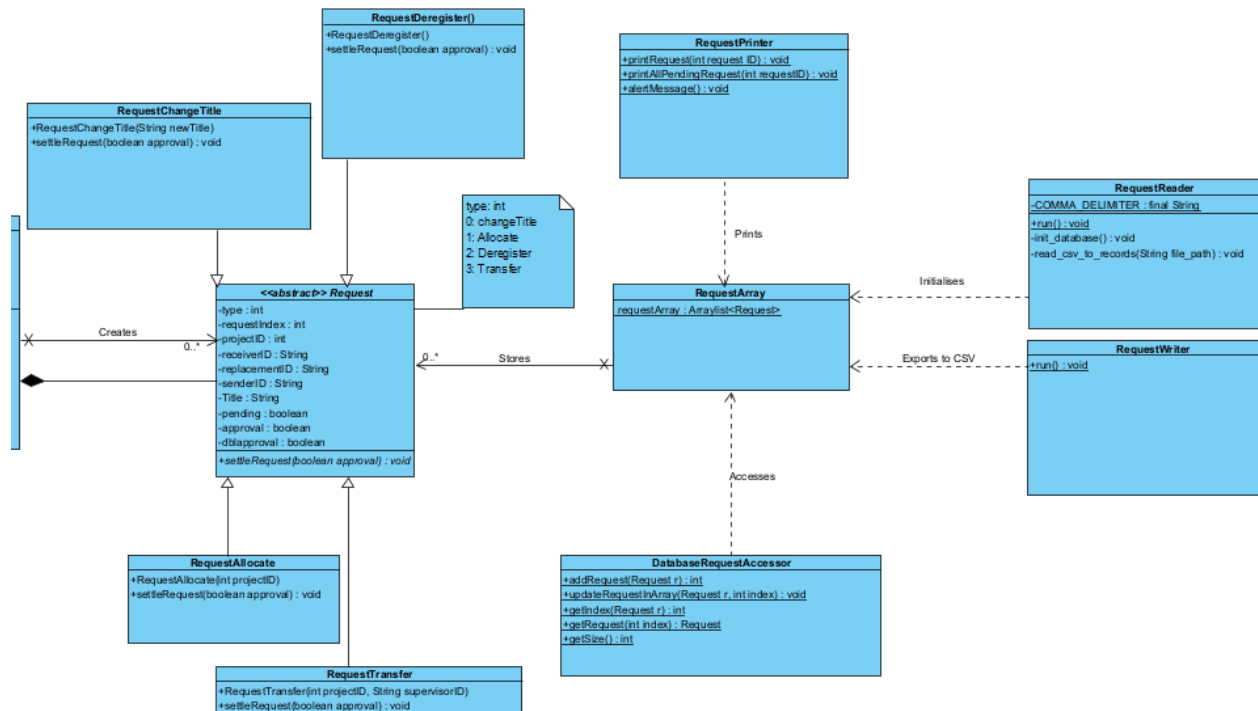 RequestDeregister()
+RequestDeregister()
+settleRequest(boolean approval) : void
RequestPrinter
+printRequest(int request ID) : void
+printAllPendingRequest(int requestID) : void
+alertMessage() : void
RequestChangeTitle
+RequestChangeTitle(String newTitle)
+settleRequest(boolean approval) : void
type: int
0: changeTitle
1: Allocate
2: Deregister
3: Transfer
RequestReader
-COMMA_DELIMITER : final String
+run() : void
-init_database() : void
-read_csv_to_records(String file_path) : void
Prints
Initialises
<<abstract>> Request
-type : int
-requestIndex : int
-projectID : int
-receiverID : String
-replacementID : String
-senderID : String
-Title : String
-pending : boolean
-approval : boolean
-dblapproval : boolean
+settleRequest(boolean approval) : void
Creates
0..*
RequestArray
requestArray : Arraylist<Request>
0..*
Stores
Exports to CSV
RequestWriter
+run() : void
Accesses
RequestAllocate
+RequestAllocate(int projectID)
+settleRequest(boolean approval) : void
DatabaseRequestAccessor
+addRequest(Request r) : int
+updateRequestInArray(Request r, int index) : void
+getIndex(Request r) : int
+getRequest(int index) : Request
+getSize() : int
RequestTransfer
+RequestTransfer(int projectID, String supervisorID)
+settleRequest(boolean approval) : void